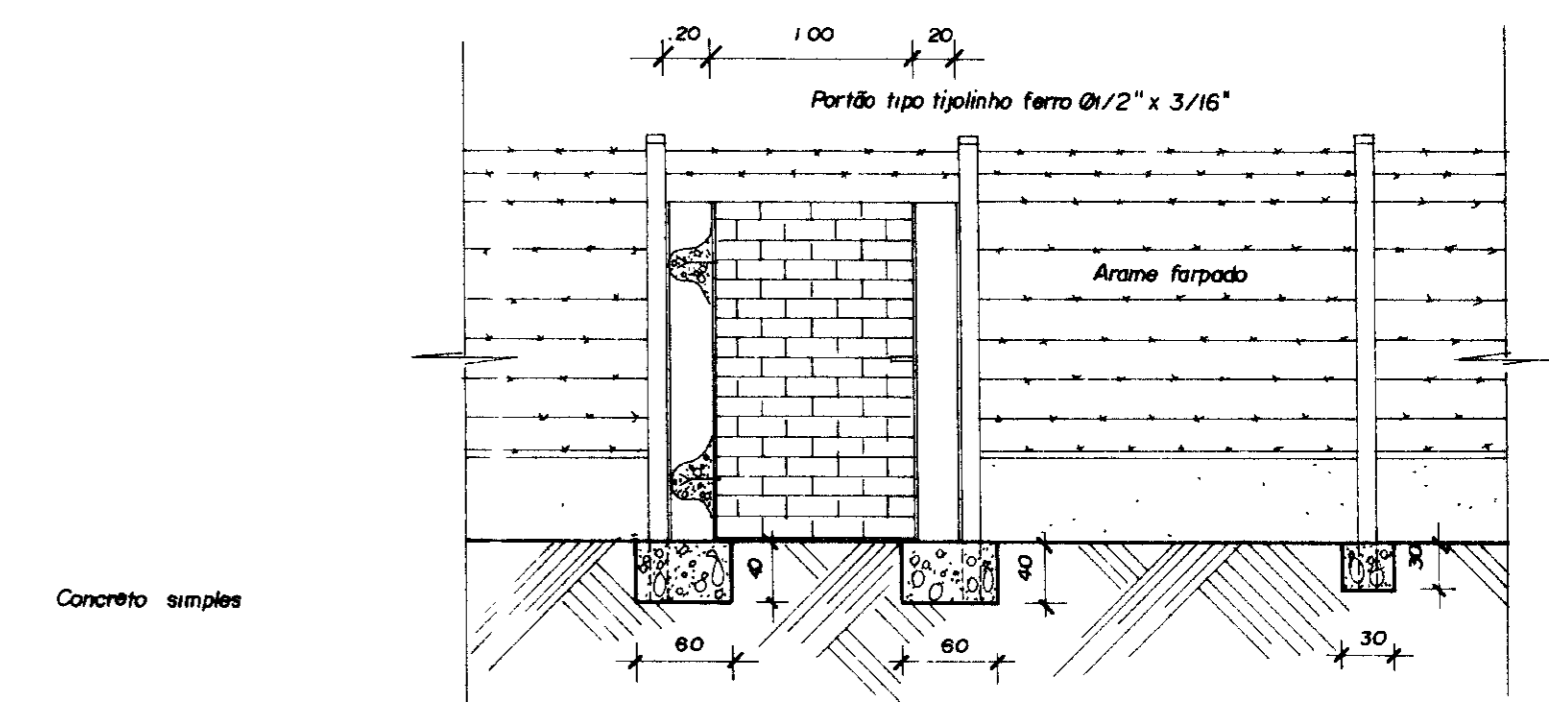 .20 100 20
Portão tipo tijolinho ferro Ø1/2" x 3/16"
Arame farpado
40 40 30
Concreto simples
60 60 30